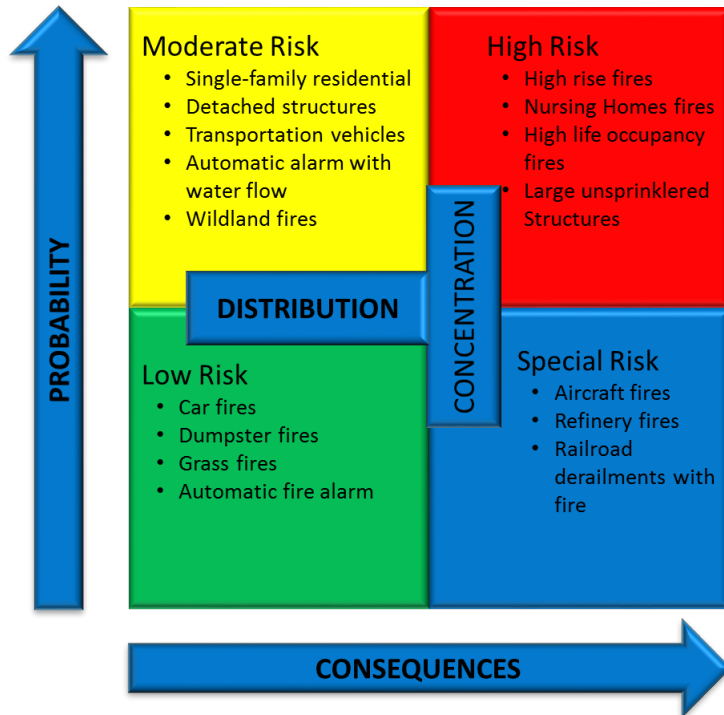 Moderate Risk
• Single-family residential
• Detached structures
• Transportation vehicles
• Automatic alarm with
water flow
• Wildland fires
High Risk
• High rise fires
• Nursing Homes fires
• High life occupancy
fires
• Large unsprinklered
Structures
PROBABILITY
DISTRIBUTION
CONCENTRATION
Low Risk
• Car fires
• Dumpster fires
• Grass fires
• Automatic fire alarm
Special Risk
• Aircraft fires
• Refinery fires
• Railroad
derailments with
fire
CONSEQUENCES